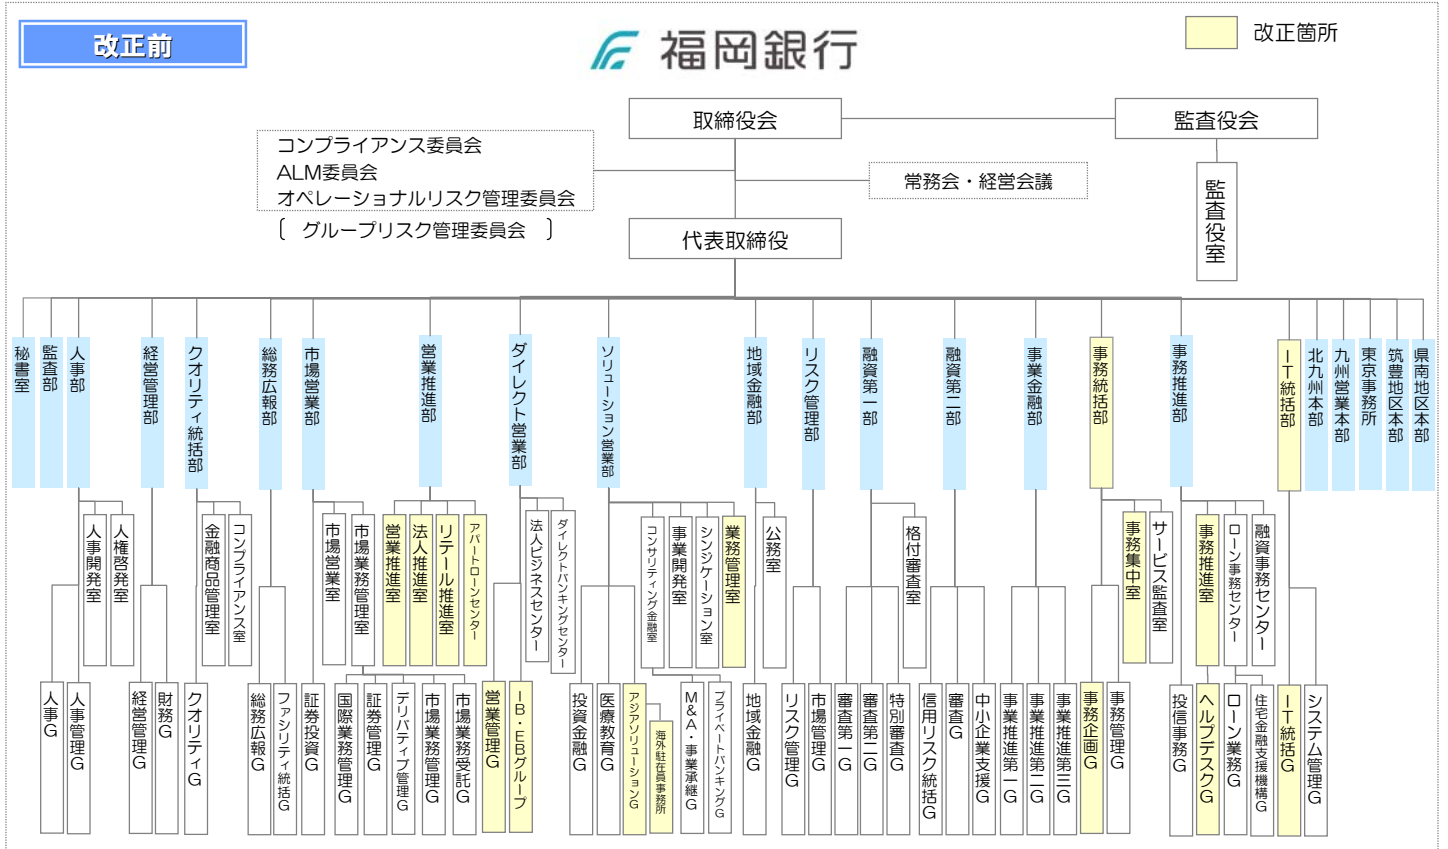 改正前
福岡銀行
改正箇所
取締役会
監査役会
コンプライアンス委員会
ALM委員会
オペレーショナルリスク管理委員会
〔 グループリスク管理委員会 〕
常務会・経営会議
監査役室
代表取締役
秘書室
監査部
人事部
経営管理部
クオリティ統括部
総務広報部
市場営業部
営業推進部
ダイレクト営業部
ソリューション営業部
地域金融部
リスク管理部
融資第一部
融資第二部
事業金融部
事務統括部
事務推進部
IT統括部
北九州本部
九州営業本部
東京事務所
筑豊地区本部
県南地区本部
人事開発室
人権啓発室
金融商品管理室
コンプライアンス室
市場営業室
市場業務管理室
営業推進室
法人推進室
リテール推進室
アパートローンセンター
法人ビジネスセンター
ダイレクトバンキングセンター
コンサリティング金融室
事業開発室
シンジケーション室
業務管理室
公務室
格付審査室
事務集中室
サービス監査室
事務推進室
ローン事務センター
融資事務センター
人事G
人事管理G
経営管理G
財務G
クオリティG
総務広報G
ファシリティ統括G
証券投資G
国際業務管理G
証券管理G
デリバティブ管理G
市場業務管理G
市場業務受託G
営業管理G
IB・EBグループ
投資金融G
医療教育G
アジアソリューションG
海外駐在員事務所
M&A・事業承継G
プライベートバンキングG
地域金融G
リスク管理G
市場管理G
審査第一G
審査第二G
特別審査G
信用リスク統括G
審査G
中小企業支援G
事業推進第一G
事業推進第二G
事業推進第三G
事務企画G
事務管理G
投信事務G
ヘルプデスクG
ローン業務G
住宅金融支援機構G
IT統括G
システム管理G